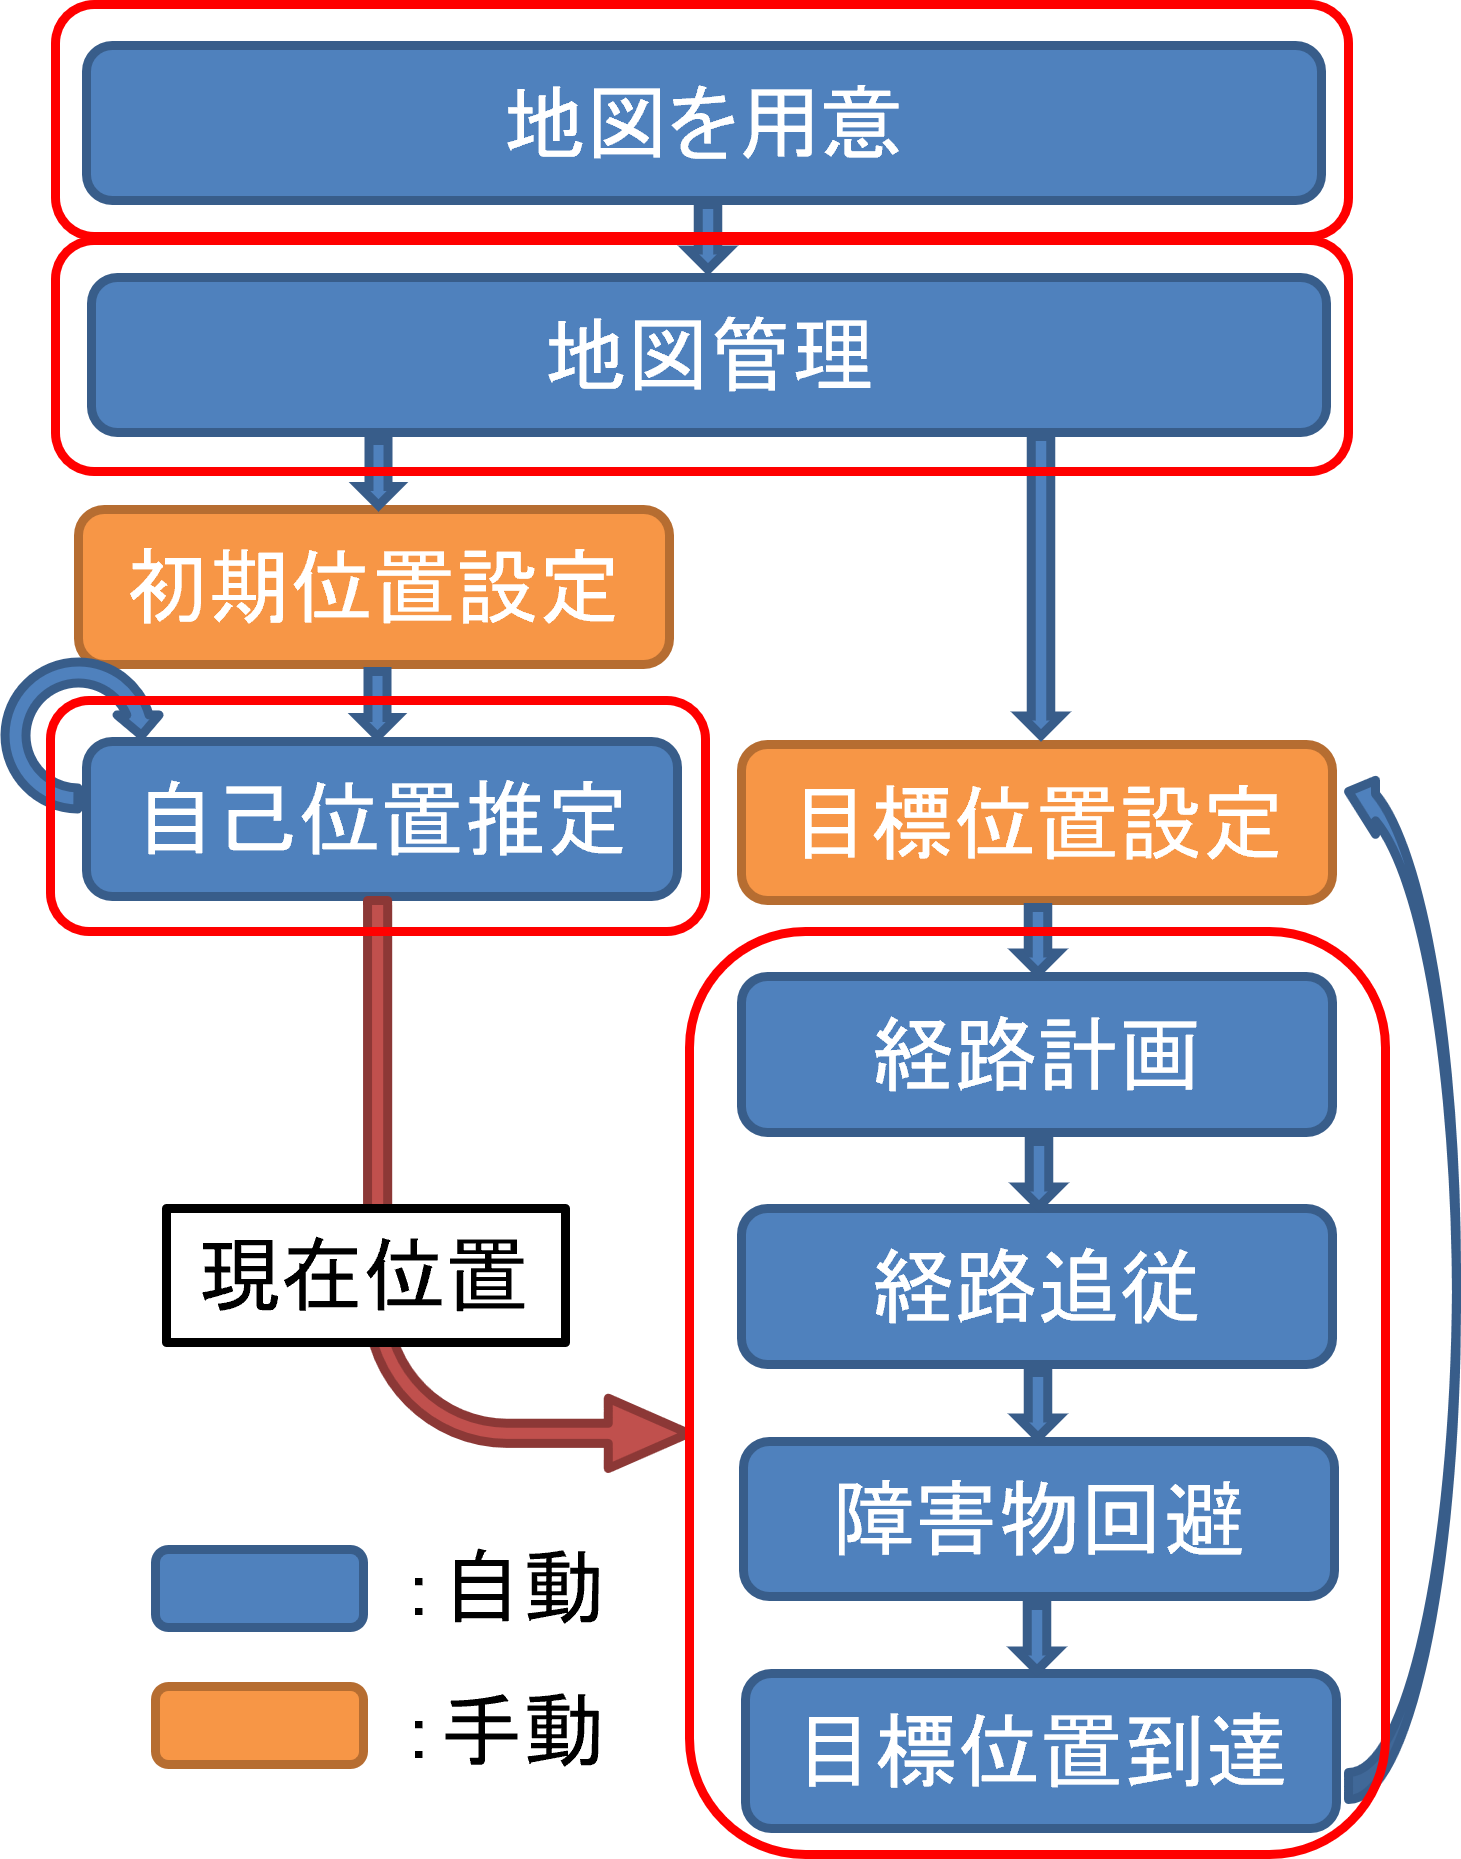 地図を用意
地図管理
初期位置設定
自己位置推定
目標位置設定
経路計画
経路追従
現在位置
障害物回避
目標位置到達
:自動
:手動